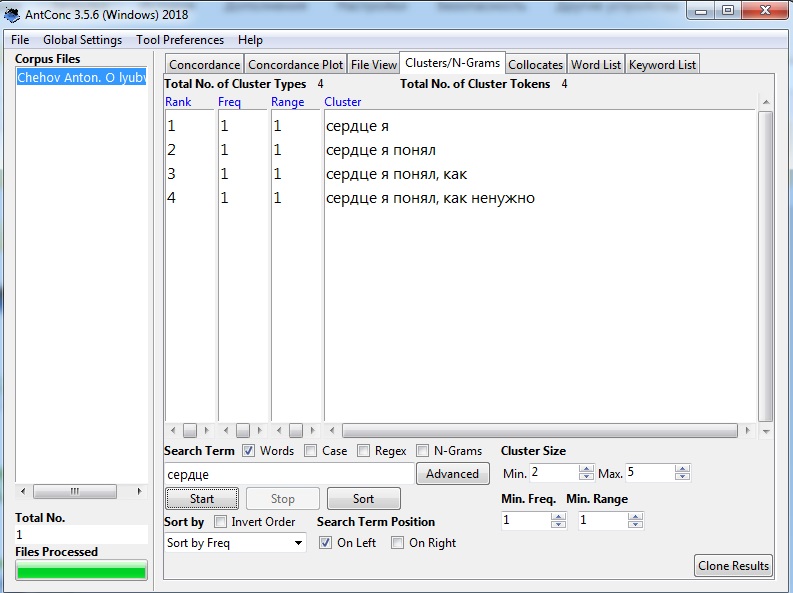 AntConc 3.5.6 (Windows) 2018
File Global Settings Tool Preferences Help
Corpus Files
Chehov Anton. O lyubv
Total No.
1
Files Processed
Concordance Concordance Plot File View Clusters/N-Grams Collocates Word List Keyword List
Total No. of Cluster Types 4 Total No. of Cluster Tokens 4
Rank Freq Range Cluster
1 1 1 сердце я
2 1 1 сердце я понял
3 1 1 сердце я понял, как
4 1 1 сердце я понял, как ненужно
Search Term Words Case Regex N-Grams Cluster Size
сердце Advanced Min. 2 Max. 5
Start Stop Sort Min. Freq. Min. Range
Sort by Invert Order Search Term Position 1 1
Sort by Freq On Left On Right
Clone Results